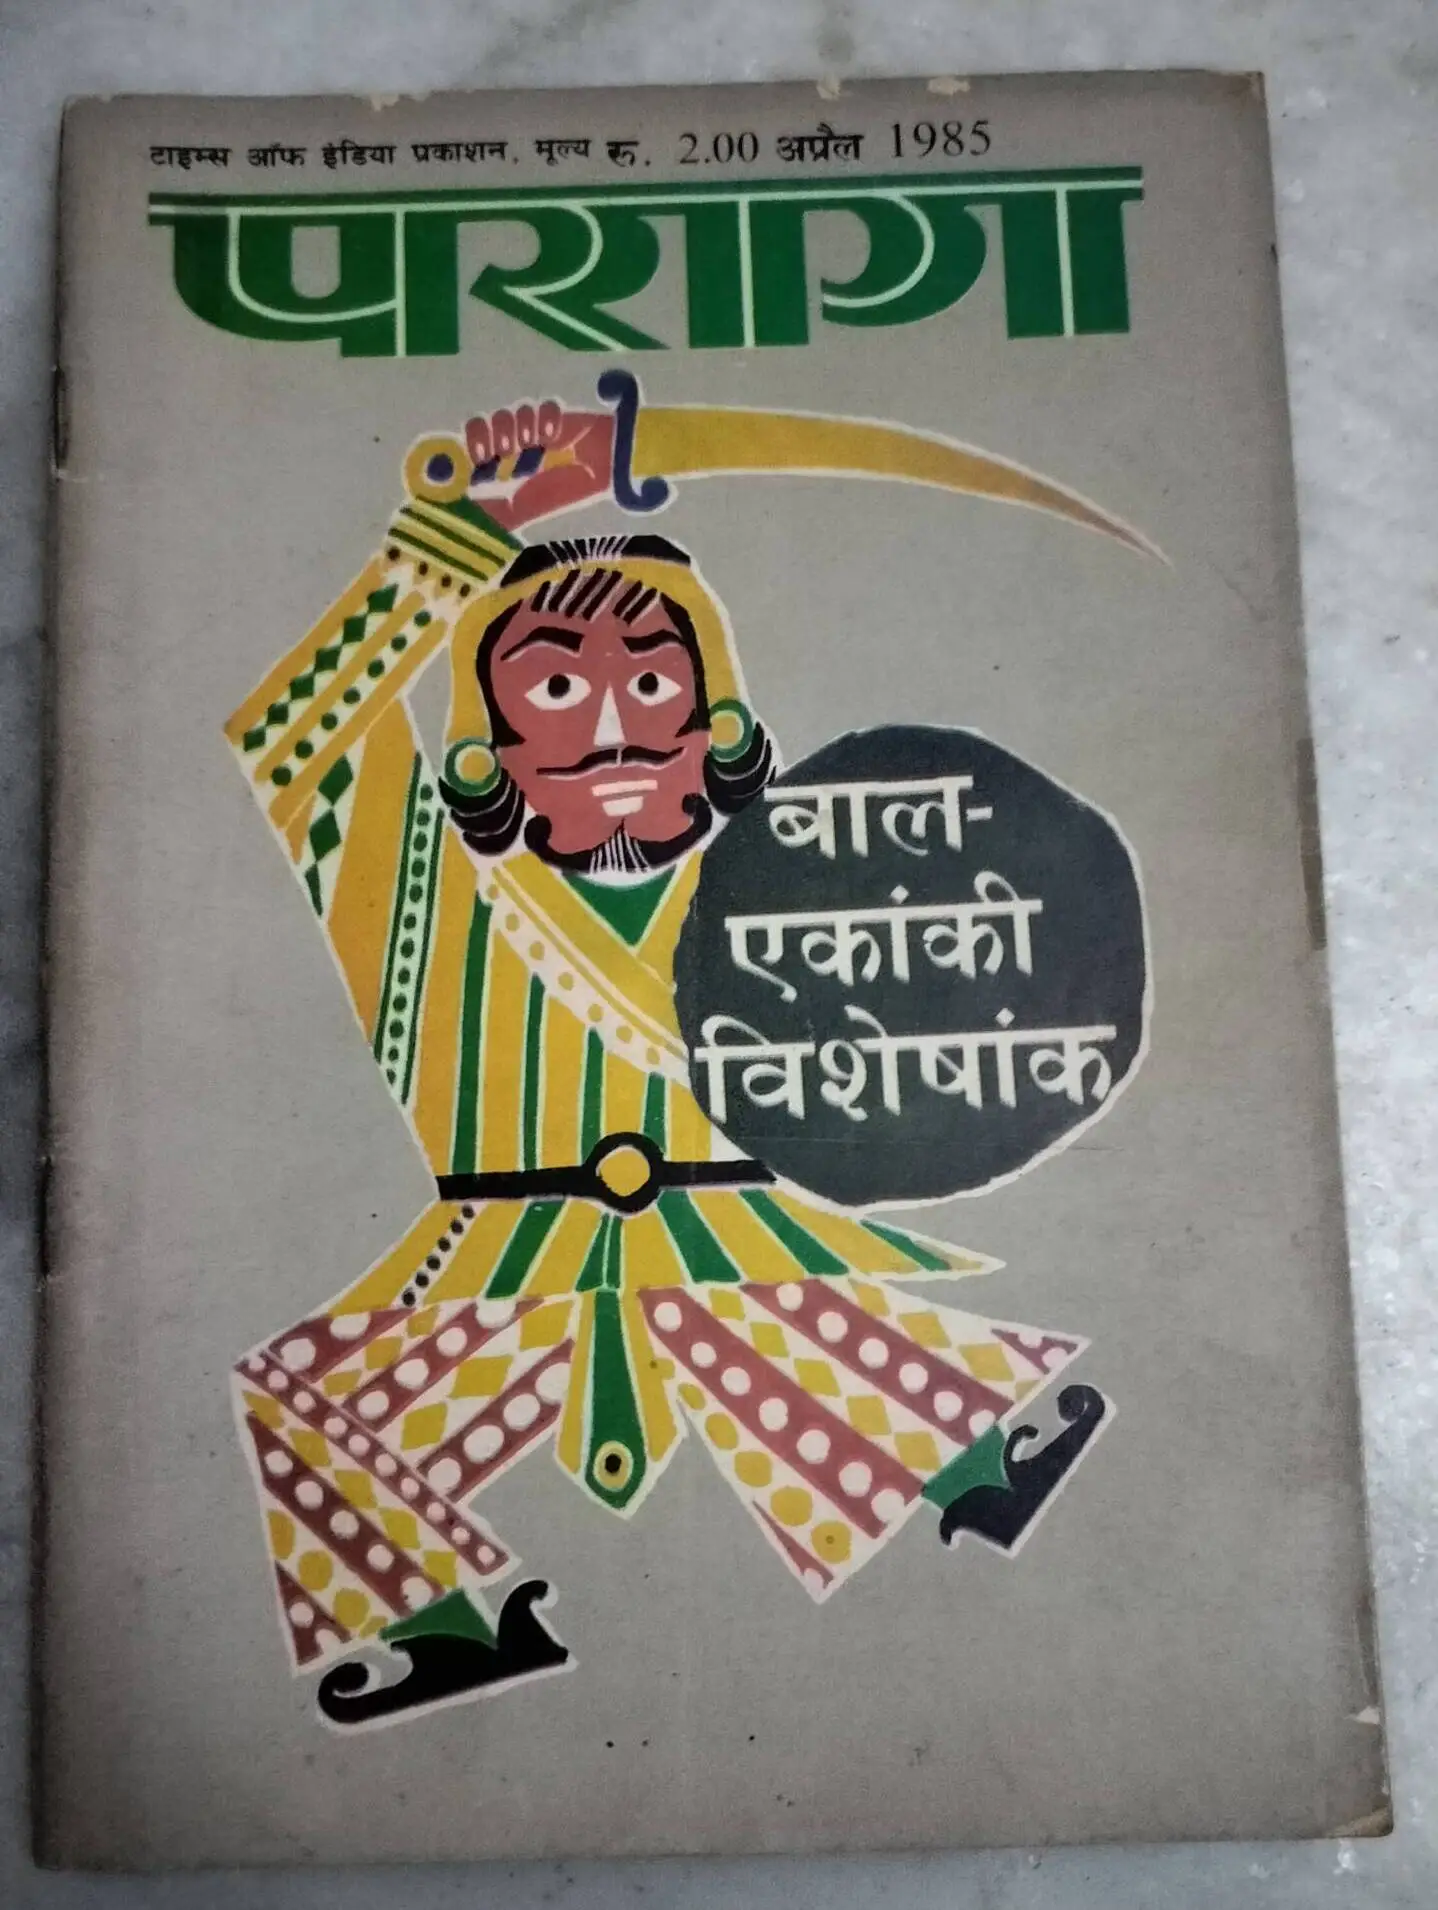 टाइम्स ऑफ इंडिया प्रकाशन, मूल्य रू. 2.00 अप्रैल 1985
पराग
बाल-
एकांकी
विशेषांक